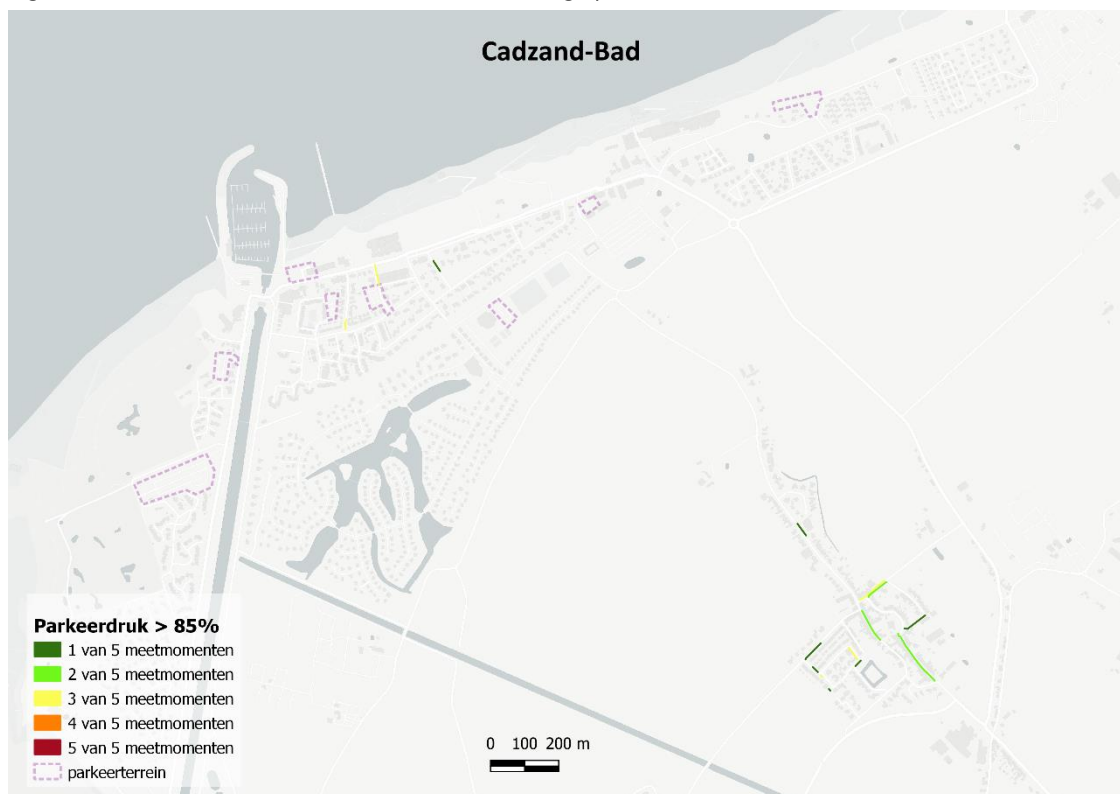 Cadzand-Bad
Parkeerdruk > 85%
1 van 5 meetmomenten
2 van 5 meetmomenten
3 van 5 meetmomenten
4 van 5 meetmomenten
5 van 5 meetmomenten
parkeerterrein
0 100 200 m